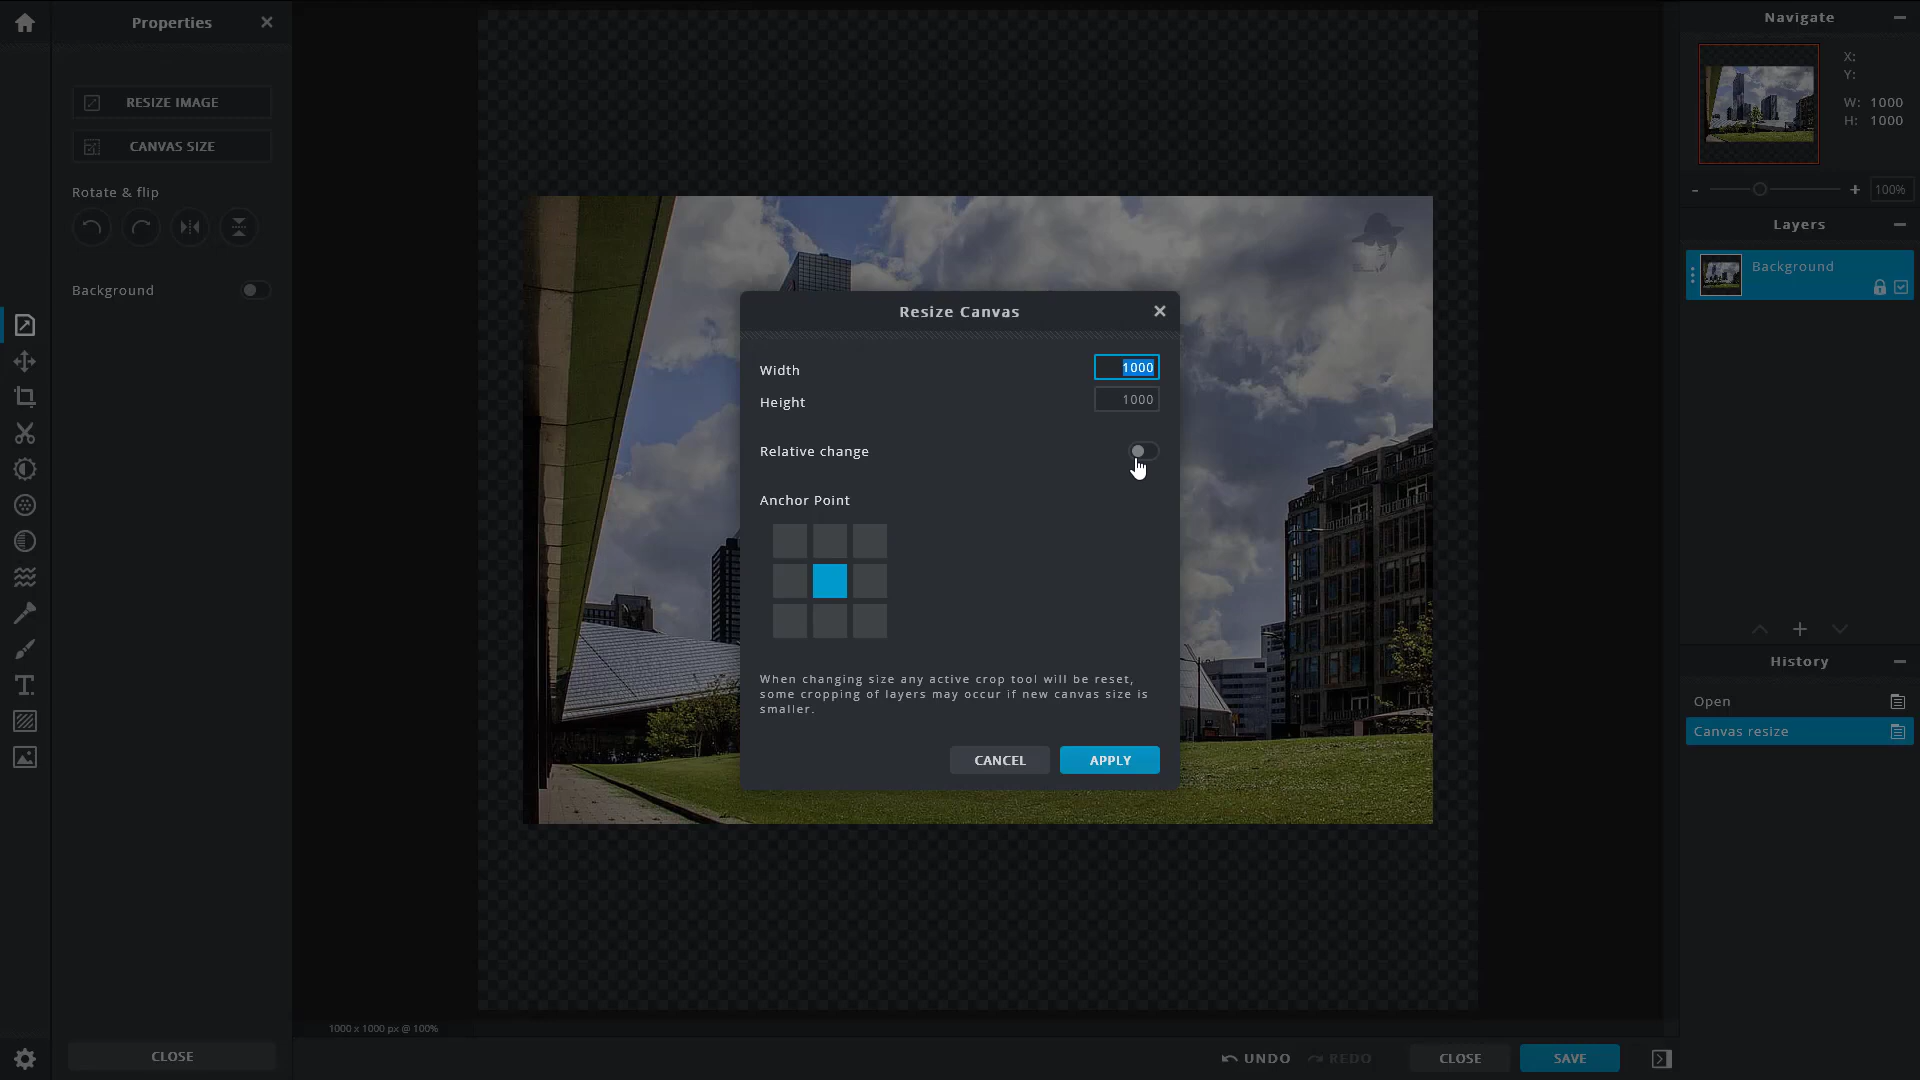 Properties
RESIZE IMAGE
CANVAS SIZE
Rotate & flip
Background
CLOSE
Resize Canvas
Width 1000
Height 1000
Relative change
Anchor Point
When changing size any active crop tool will be reset,
some cropping of layers may occur if new canvas size is
smaller.
CANCEL APPLY
1000 x 1000 px @ 100%
UNDO REDO CLOSE SAVE
Navigate
X:
Y:
W: 1000
H: 1000
- + 100%
Layers
Background
History
Open
Canvas resize